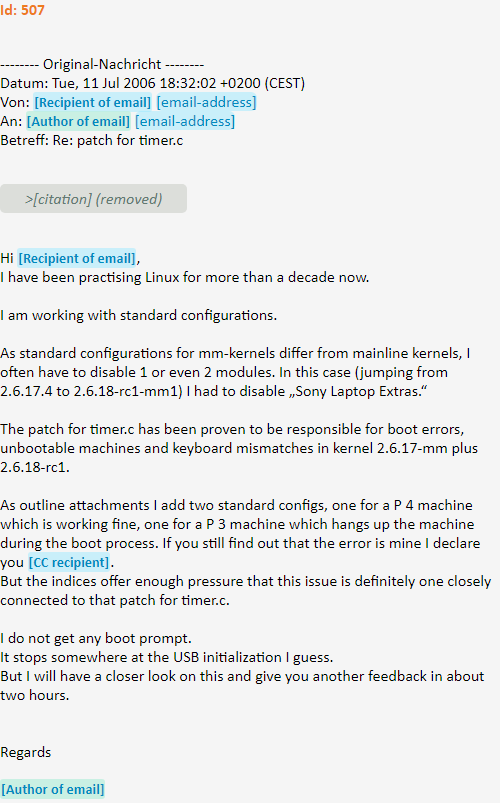 Id: 507
-------- Original-Nachricht --------
Datum: Tue, 11 Jul 2006 18:32:02 +0200 (CEST)
Von: [Recipient of email] [email-address]
An: [Author of email] [email-address]
Betreff: Re: patch for timer.c
>[citation] (removed)
Hi [Recipient of email],
I have been practising Linux for more than a decade now.
I am working with standard configurations.
As standard configurations for mm-kernels differ from mainline kernels, I
often have to disable 1 or even 2 modules. In this case (jumping from
2.6.17.4 to 2.6.18-rc1-mm1) I had to disable „Sony Laptop Extras.“
The patch for timer.c has been proven to be responsible for boot errors,
unbootable machines and keyboard mismatches in kernel 2.6.17-mm plus
2.6.18-rc1.
As outline attachments I add two standard configs, one for a P 4 machine
which is working fine, one for a P 3 machine which hangs up the machine
during the boot process. If you still find out that the error is mine I declare
you [CC recipient].
But the indices offer enough pressure that this issue is definitely one closely
connected to that patch for timer.c.
I do not get any boot prompt.
It stops somewhere at the USB initialization I guess.
But I will have a closer look on this and give you another feedback in about
two hours.
Regards
[Author of email]